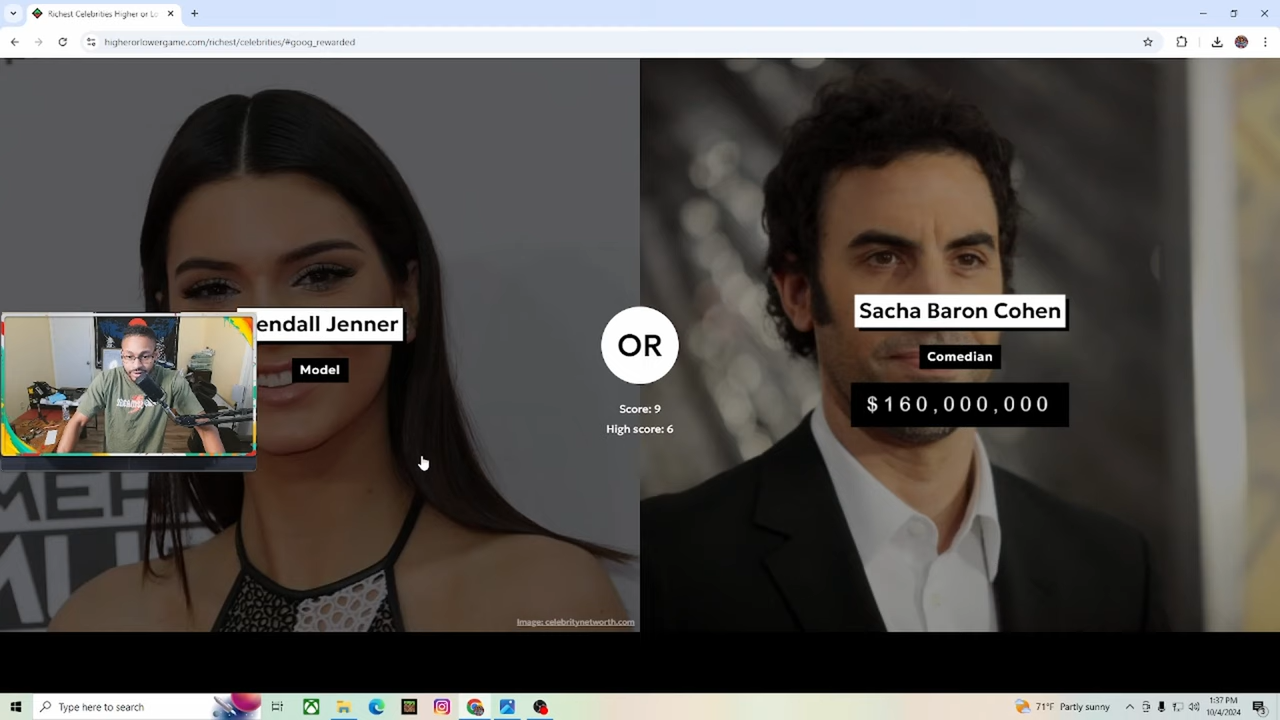 Richest Celebrities Higher or Lo
higherorlowergame.com/richest/celebrities/#goog_rewarded
endall Jenner
Model
OR
Score: 9
High score: 6
Sacha Baron Cohen
Comedian
$160,000,000
Image: celebritynetworth.com
Type here to search
71°F Partly sunny
1:37 PM
10/4/2024